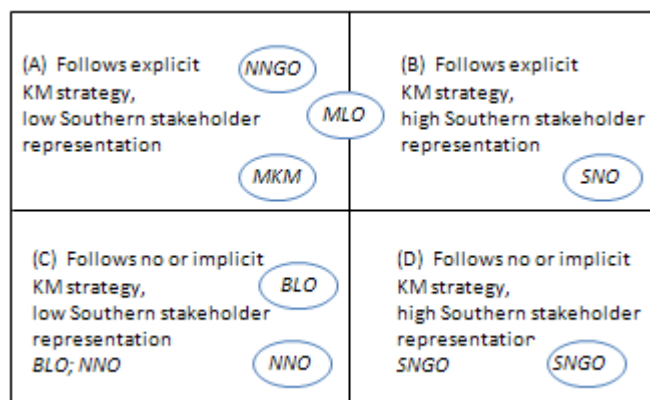 (A) Follows explicit
KM strategy,
low Southern stakeholder
representation
NNGO
MLO
MKM
(B) Follows explicit
KM strategy,
high Southern stakeholder
representation
SNO
(C) Follows no or implicit
KM strategy,
low Southern stakeholder
representation
BLO; NNO
BLO
NNO
(D) Follows no or implicit
KM strategy,
high Southern stakeholder
representation
SNGO
SNGO